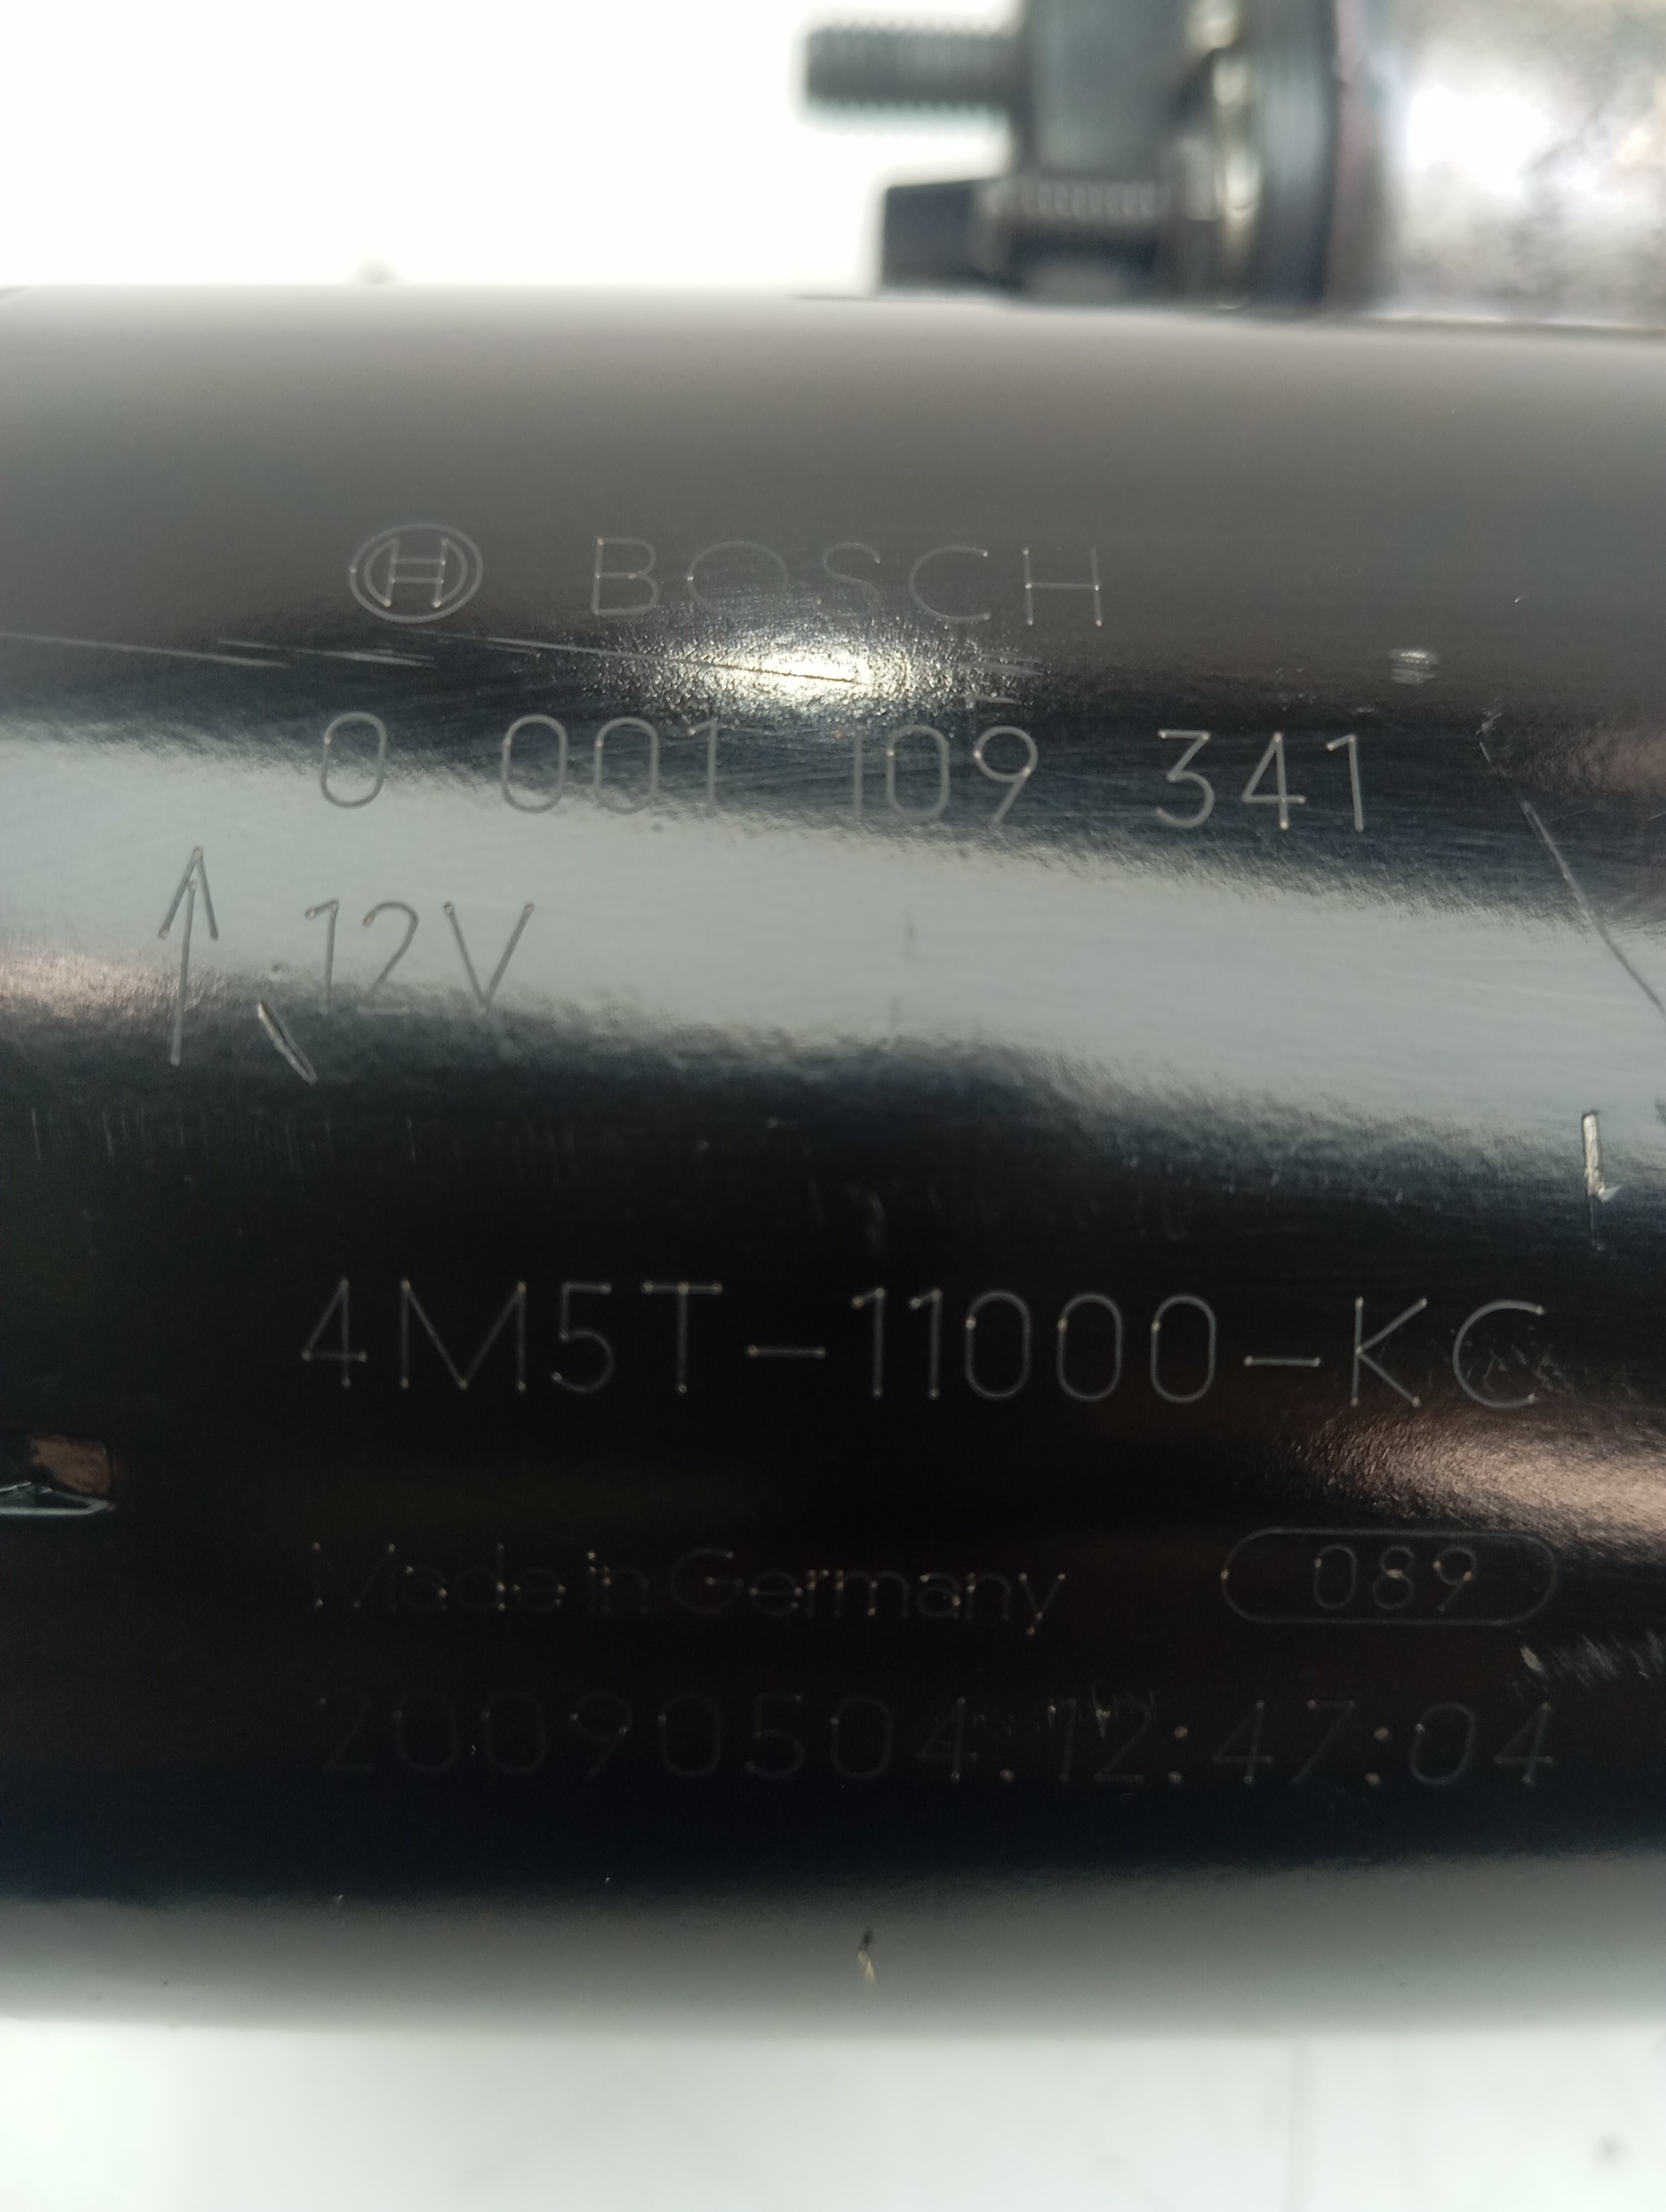 BOSCH
0 001 109 341
12V
4M5T-11000-KC
Made in Germany 089
20090504.12:47:04